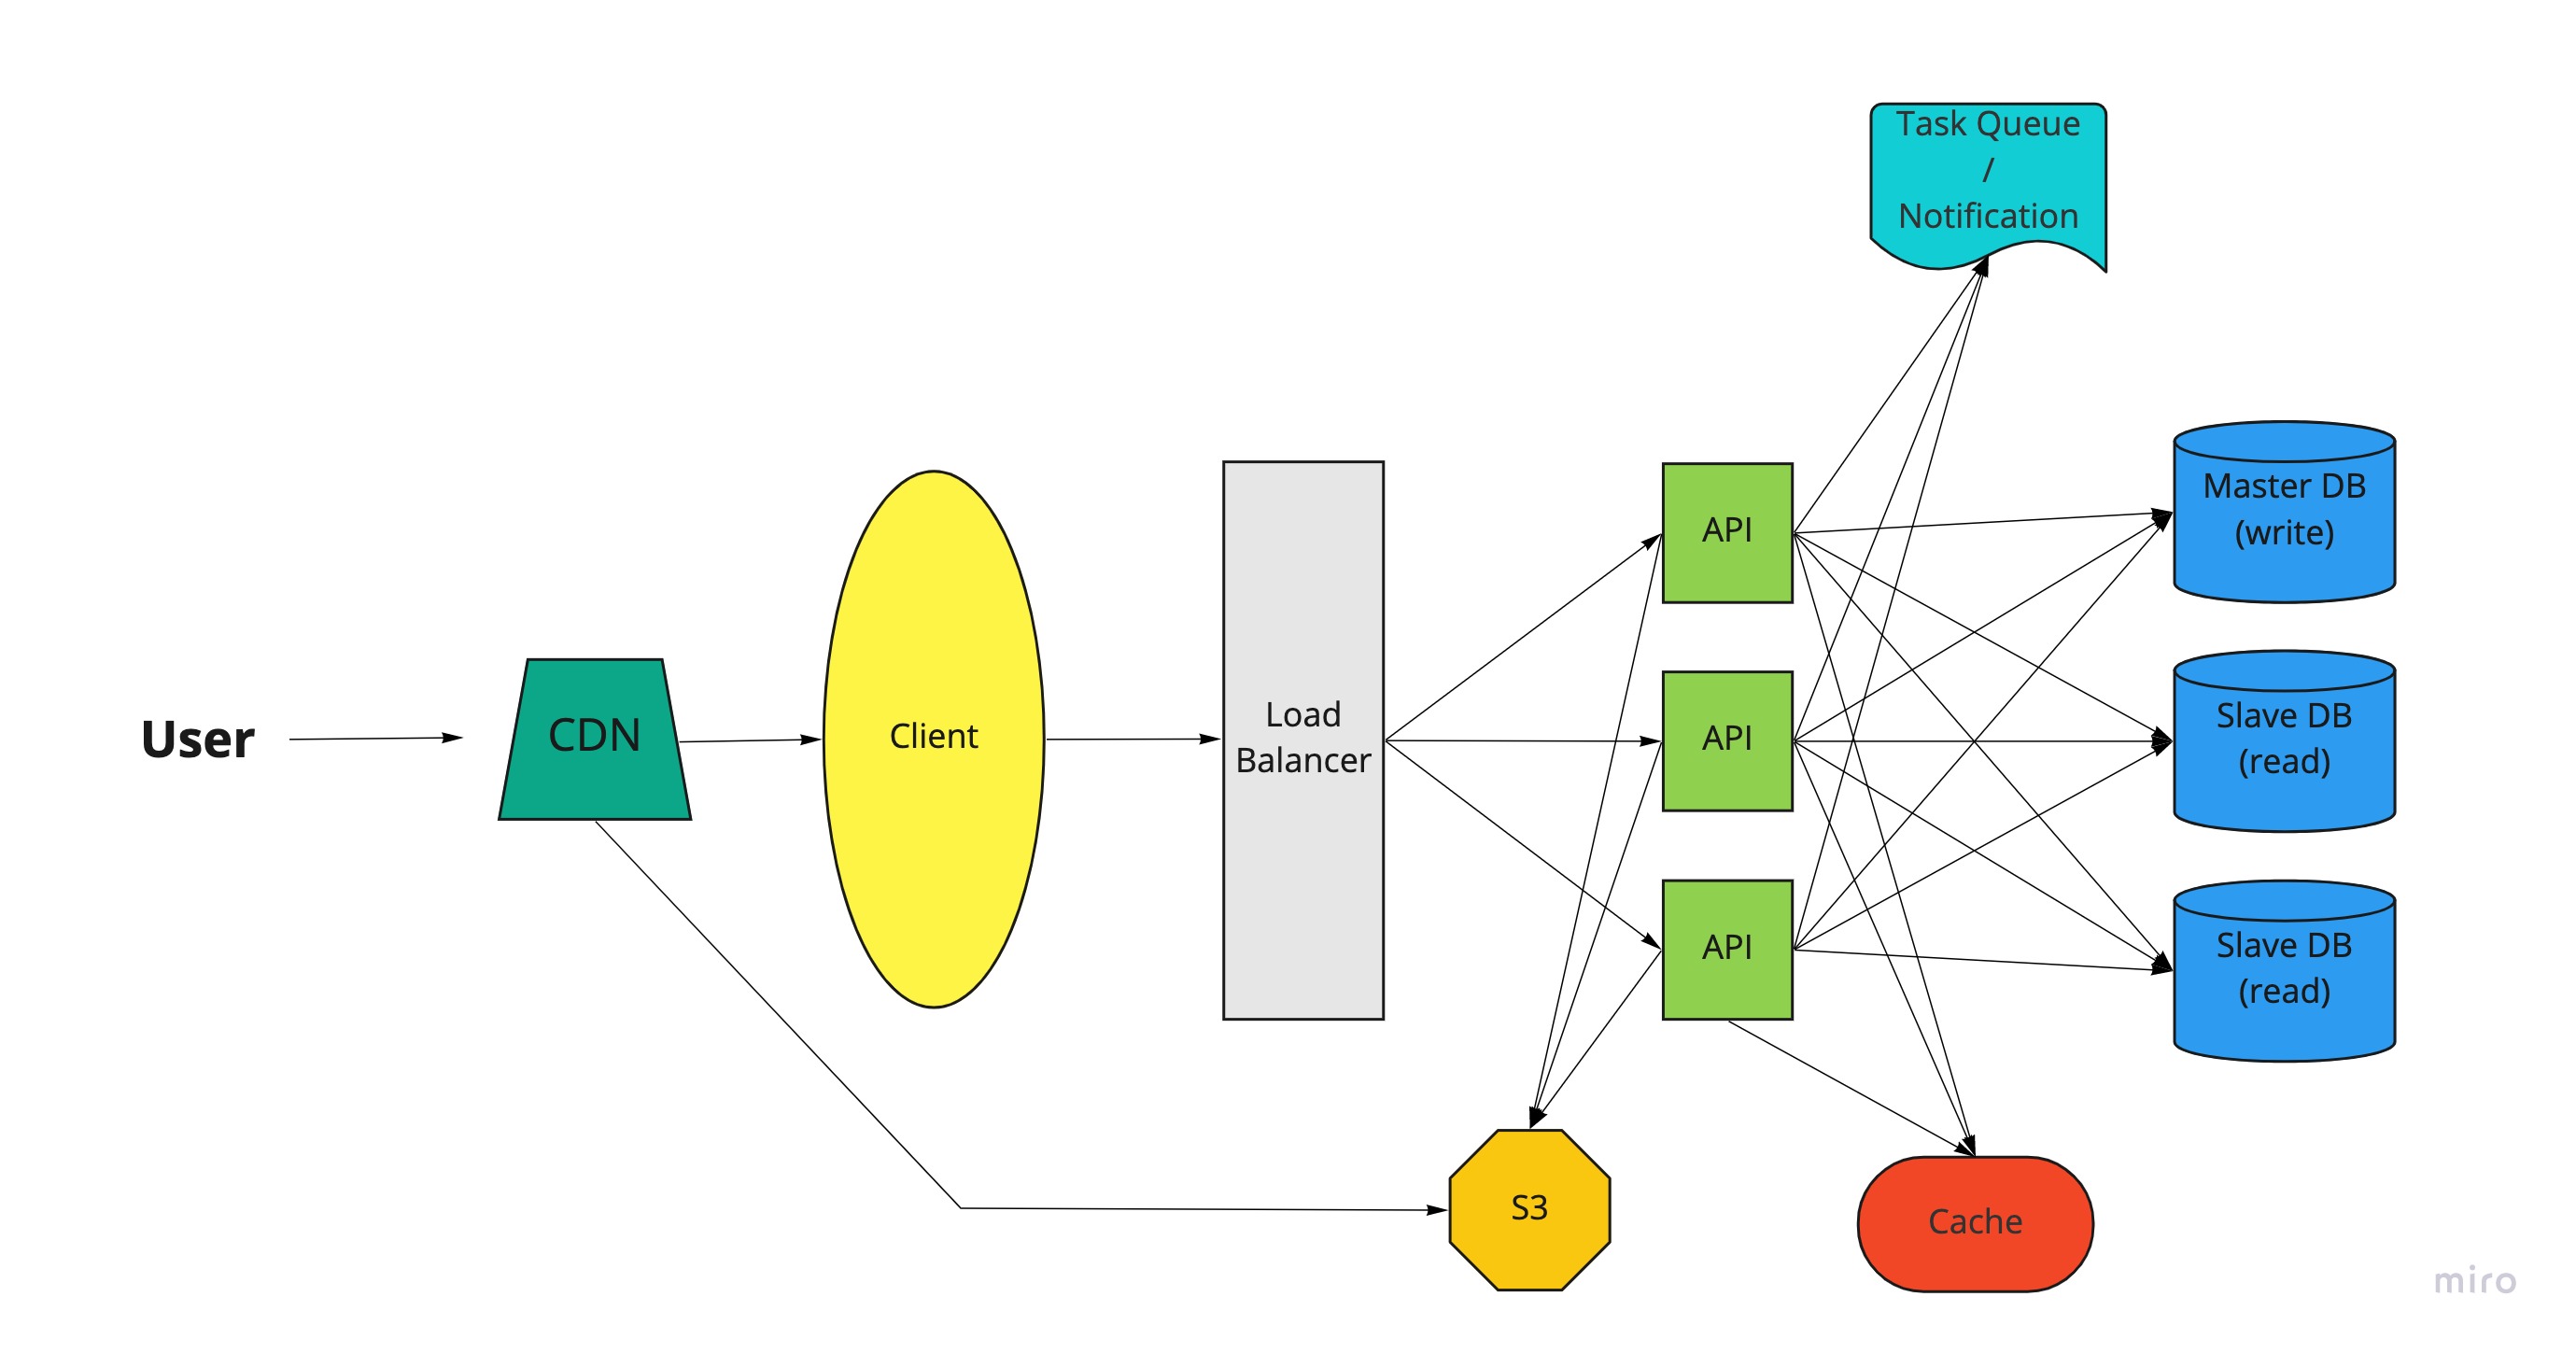 Task Queue
/
Notification
Master DB
(write)
API
User
CDN
Client
Load
Balancer
API
Slave DB
(read)
API
Slave DB
(read)
S3
Cache
miro